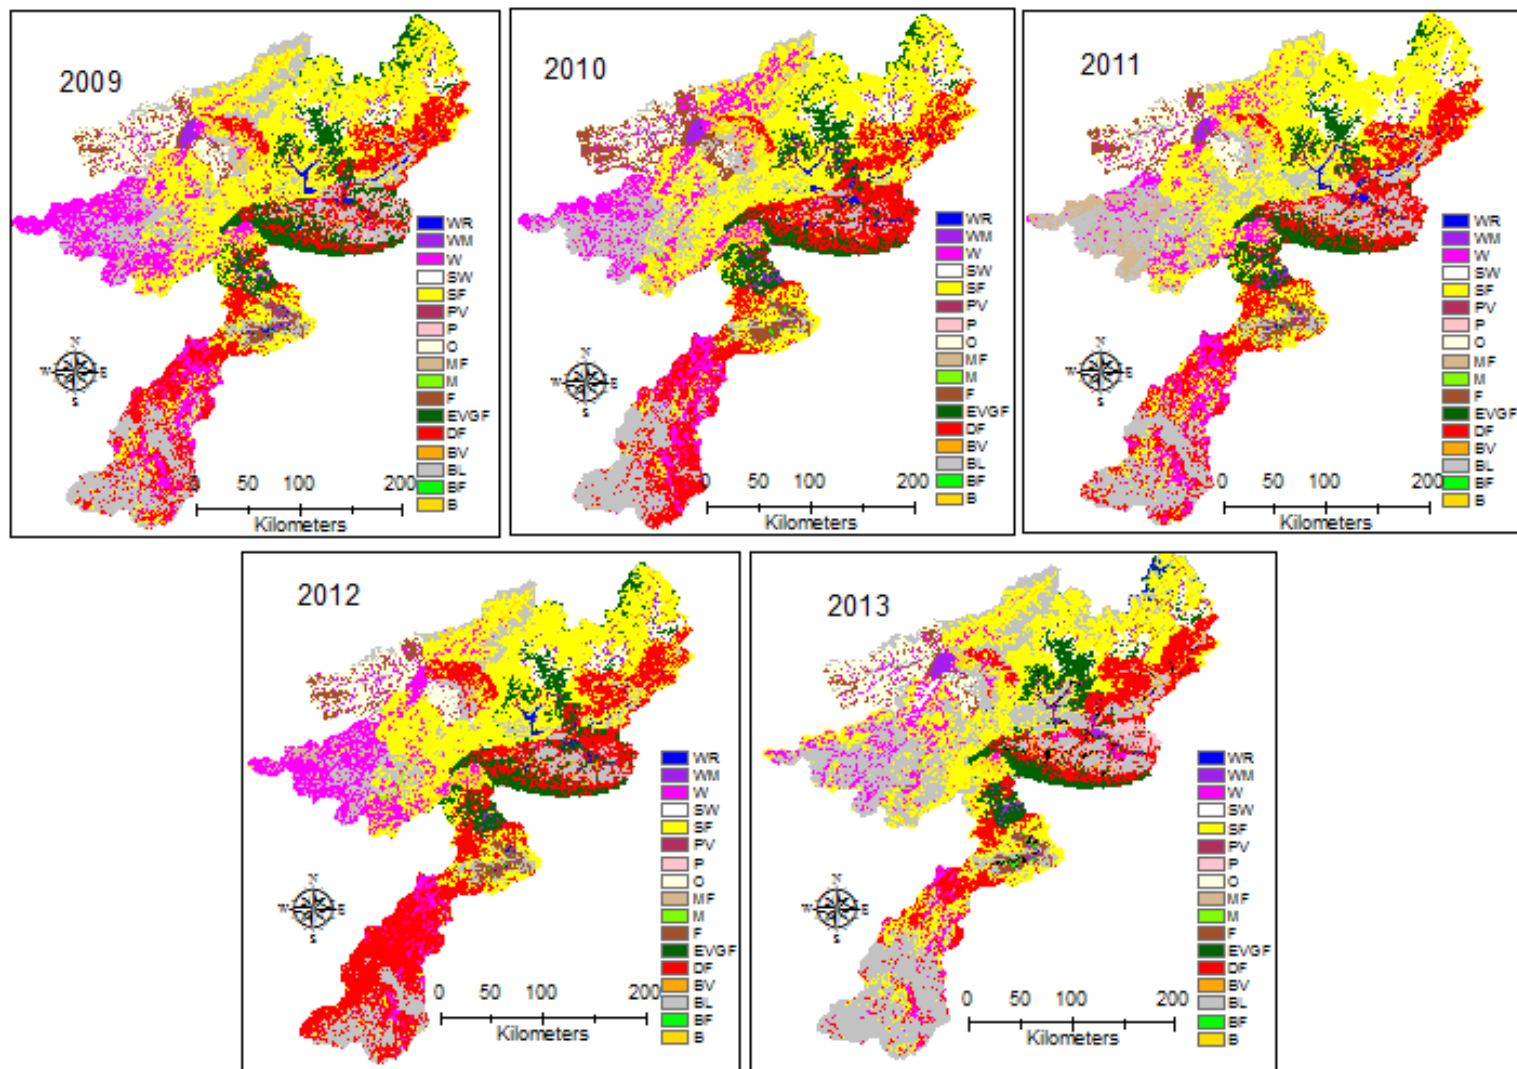 2009
N
W E
S
WR
WM
W
SW
SF
PV
P
O
MF
M
F
EVGF
DF
BV
BL
BF
B
0 50 100 200
Kilometers
2010
N
W E
S
WR
WM
W
SW
SF
PV
P
O
MF
M
F
EVGF
DF
BV
BL
BF
B
0 50 100 200
Kilometers
2011
N
W E
S
WR
WM
W
SW
SF
PV
P
O
MF
M
F
EVGF
DF
BV
BL
BF
B
0 50 100 200
Kilometers
2012
N
W E
S
WR
WM
W
SW
SF
PV
P
O
MF
M
F
EVGF
DF
BV
BL
BF
B
0 50 100 200
Kilometers
2013
N
W E
S
WR
WM
W
SW
SF
PV
P
O
MF
M
F
EVGF
DF
BV
BL
BF
B
0 50 100 200
Kilometers